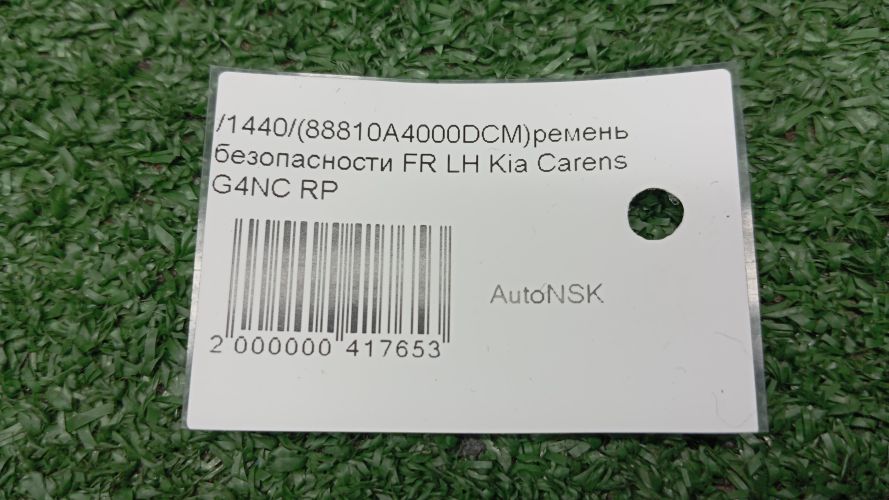 /1440/(88810A4000DCM)ремень
безопасности FR LH Kia Carens
G4NC RP
AutoNSK
2 000000 417653